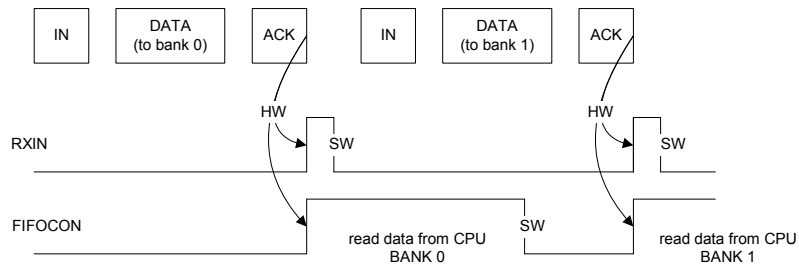 IN
DATA
(to bank 0)
ACK
IN
DATA
(to bank 1)
ACK
HW
HW
RXIN
SW
SW
FIFOCON
SW
read data from CPU
BANK 0
read data from CPU
BANK 1